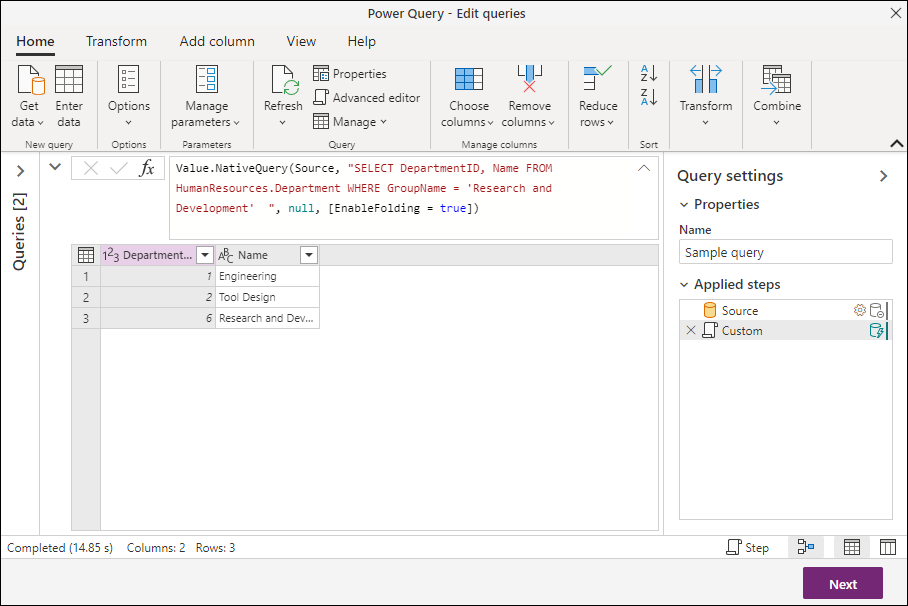 Power Query - Edit queries
Home Transform Add column View Help
Get data
Enter data
New query
Options
Options
Manage parameters
Parameters
Refresh
Properties
Advanced editor
Manage
Query
Choose columns
Remove columns
Manage columns
Reduce rows
Sort
Transform
Combine
Queries [2]
fx
Value.NativeQuery(Source, "SELECT DepartmentID, Name FROM
HumanResources.Department WHERE GroupName = 'Research and
Development'  ", null, [EnableFolding = true])
123 Department... ABC Name
1 1 Engineering
2 2 Tool Design
3 6 Research and Dev...
Query settings
Properties
Name
Sample query
Applied steps
Source
Custom
Completed (14.85 s) Columns: 2 Rows: 3
Step
Next